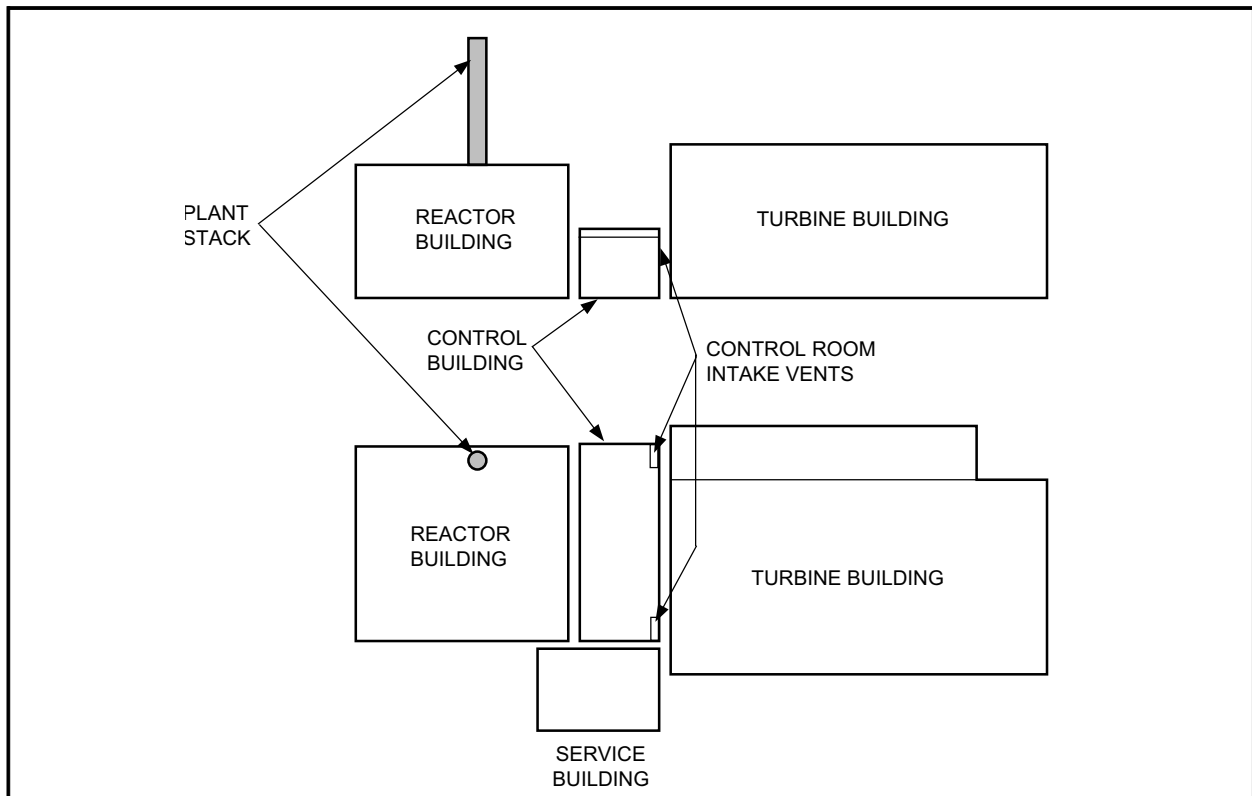 PLANT
STACK
REACTOR
BUILDING
TURBINE BUILDING
CONTROL
BUILDING
CONTROL ROOM
INTAKE VENTS
REACTOR
BUILDING
TURBINE BUILDING
SERVICE
BUILDING